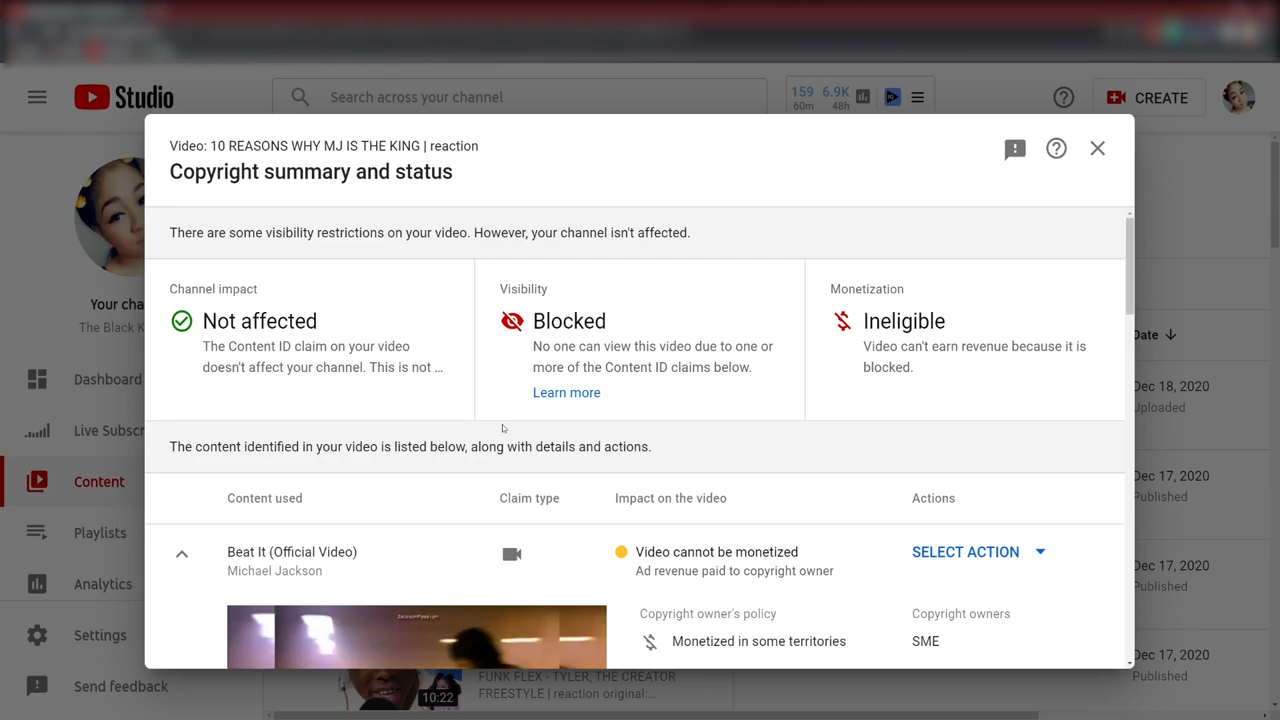 Studio
Search across your channel
159 6.9K
60m 48h
CREATE
Video: 10 REASONS WHY MJ IS THE KING | reaction
Copyright summary and status
There are some visibility restrictions on your video. However, your channel isn't affected.
Channel impact
Not affected
The Content ID claim on your video
doesn't affect your channel. This is not ...
Visibility
Blocked
No one can view this video due to one or
more of the Content ID claims below.
Learn more
Monetization
Ineligible
Video can't earn revenue because it is
blocked.
The content identified in your video is listed below, along with details and actions.
Content used
Claim type
Impact on the video
Actions
Beat It (Official Video)
Michael Jackson
Video cannot be monetized
Ad revenue paid to copyright owner
SELECT ACTION
Copyright owner's policy
Monetized in some territories
Copyright owners
SME
Your cha
The Black K
Dashboard
Live Subscr
Content
Playlists
Analytics
Settings
Send feedback
Date
Dec 18, 2020
Uploaded
Dec 17, 2020
Published
Dec 17, 2020
Published
Dec 17, 2020
Published
10:22
FUNK FLEX - TYLER, THE CREATOR
FREESTYLE | reaction original:...